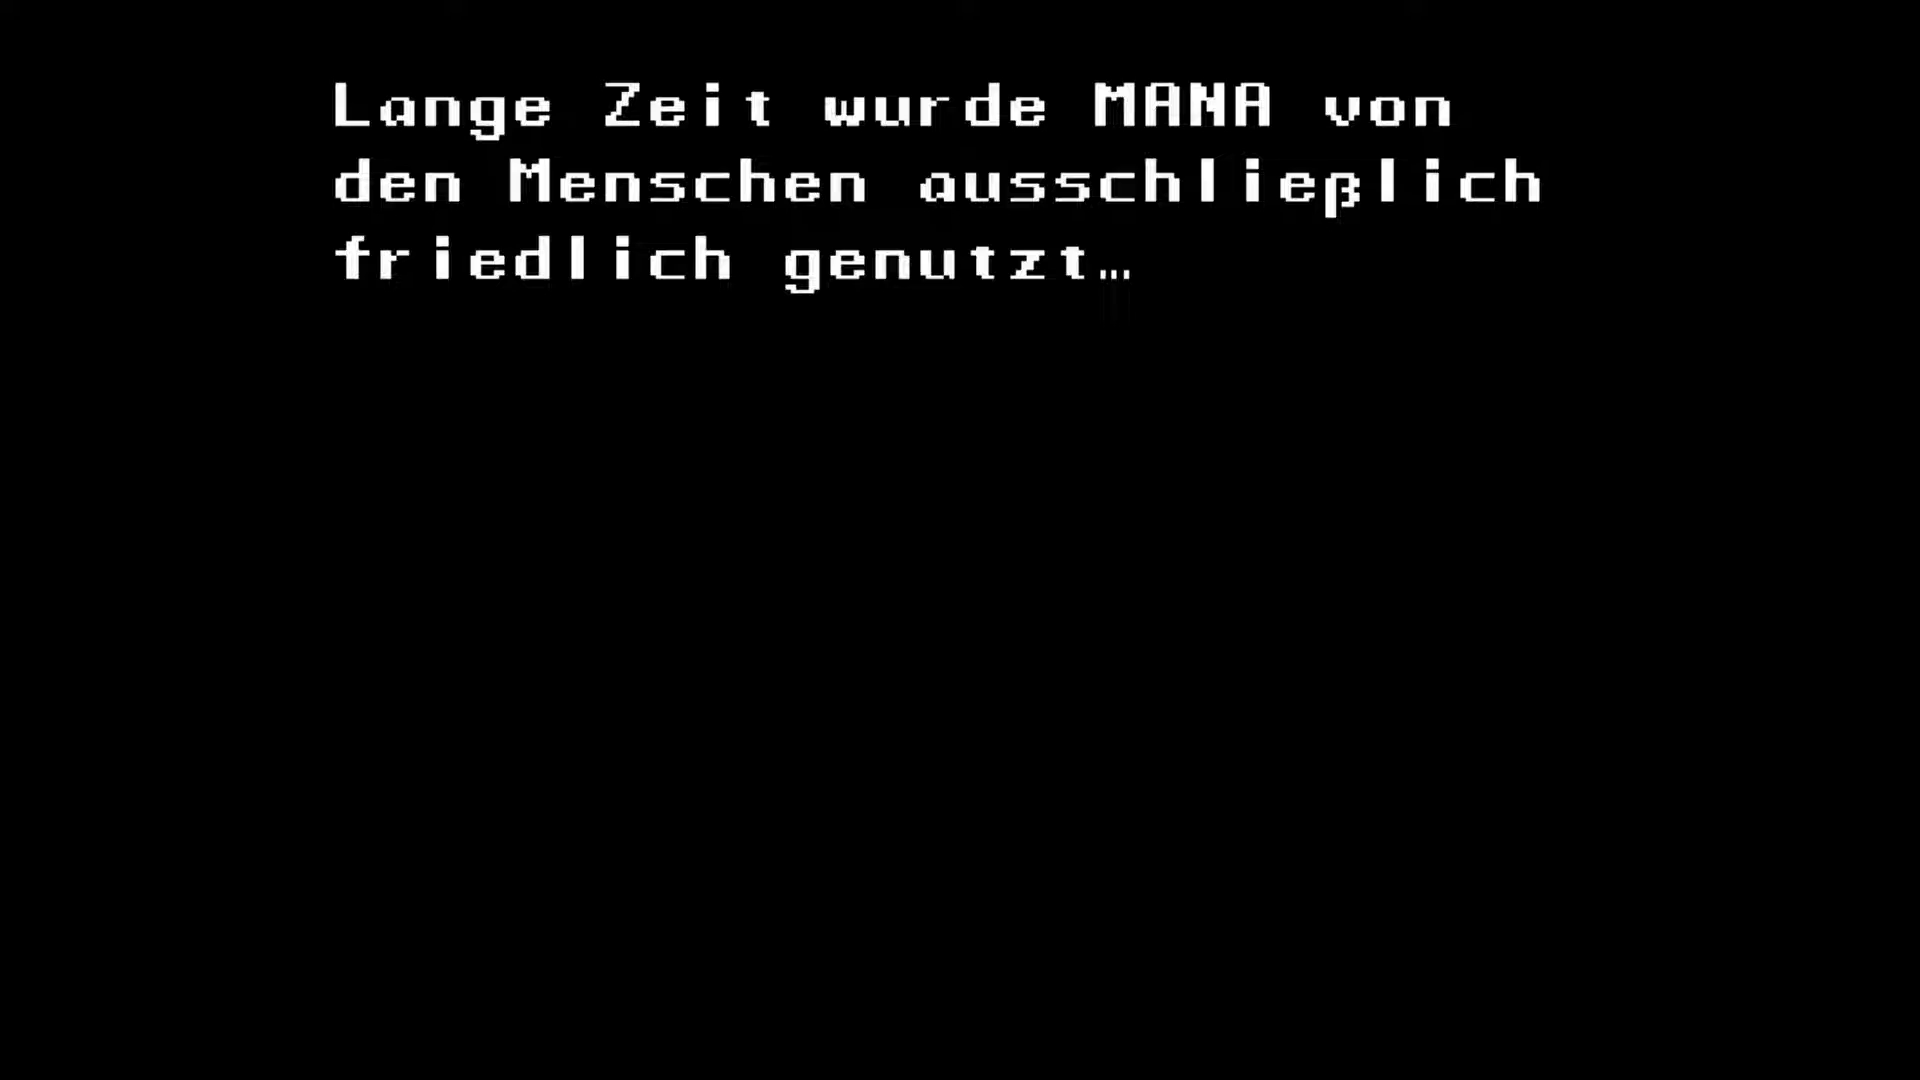 Lange Zeit wurde MANA von
den Menschen ausschließlich
friedlich genutzt…